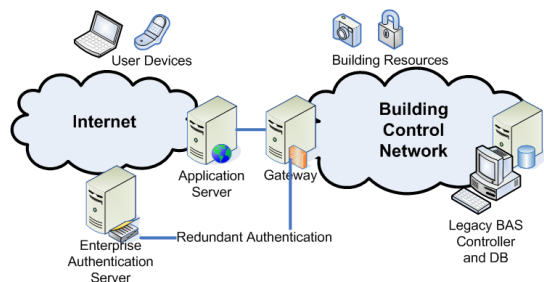 User Devices
Building Resources
Internet
Building
Control
Network
Application
Server
Gateway
Enterprise
Authentication
Server
Redundant Authentication
Legacy BAS
Controller
and DB